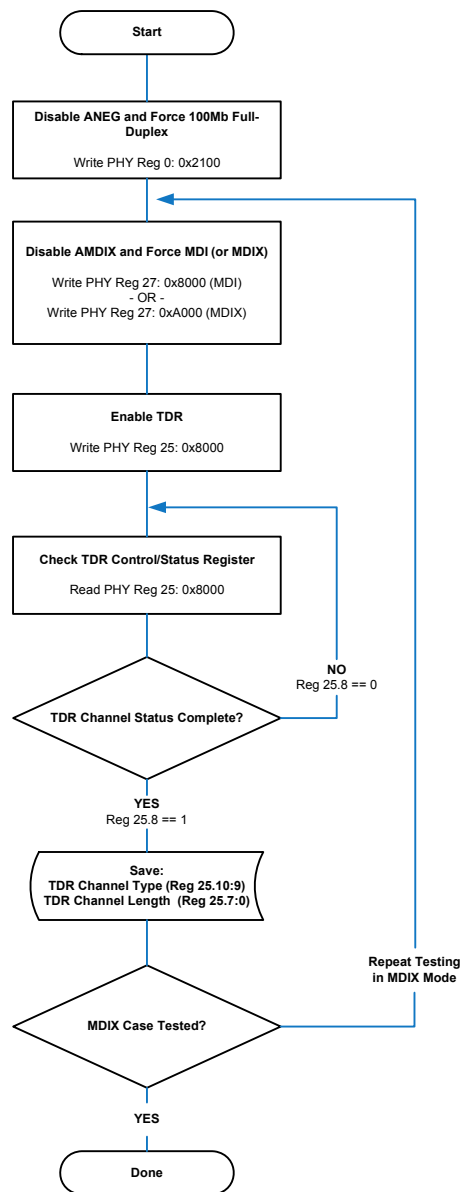 Start
Disable ANEG and Force 100Mb Full-
Duplex
Write PHY Reg 0: 0x2100
Disable AMDIX and Force MDI (or MDIX)
Write PHY Reg 27: 0x8000 (MDI)
- OR -
Write PHY Reg 27: 0xA000 (MDIX)
Enable TDR
Write PHY Reg 25: 0x8000
Check TDR Control/Status Register
Read PHY Reg 25: 0x8000
NO
Reg 25.8 == 0
TDR Channel Status Complete?
YES
Reg 25.8 == 1
Save:
TDR Channel Type (Reg 25.10:9)
TDR Channel Length (Reg 25.7:0)
Repeat Testing
in MDIX Mode
MDIX Case Tested?
YES
Done